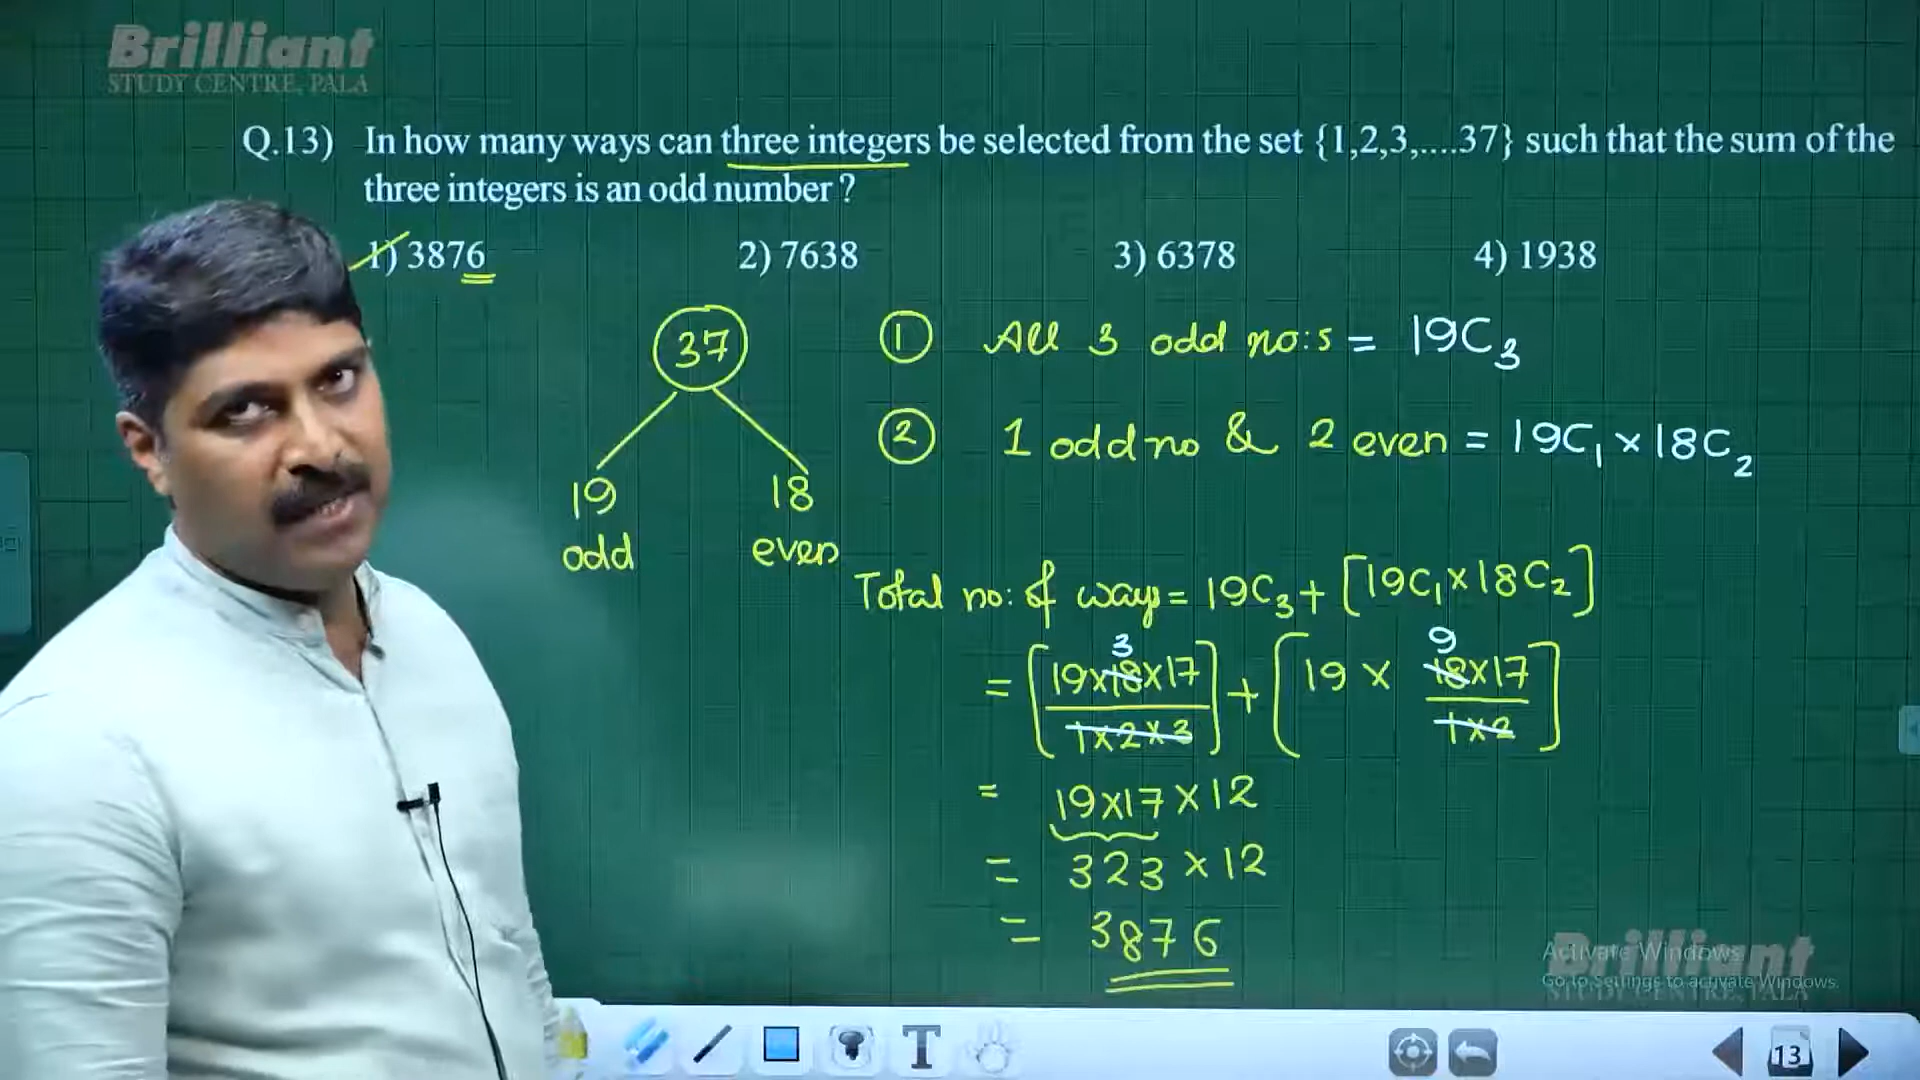 Brilliant
STUDY CENTRE, PALA
Q.13) In how many ways can three integers be selected from the set {1,2,3,....37} such that the sum of the
three integers is an odd number ?
1) 3876 2) 7638 3) 6378 4) 1938
37
19 18
odd even
① All 3 odd no:s = 19C₃
② 1 odd no & 2 even = 19C₁ × 18C₂
Total no: of ways = 19C₃ + [19C₁ × 18C₂]
3 9
= [19×18×17 / 1×2×3] + [19 × 18×17 / 1×2]
= 19×17 × 12
= 323 × 12
= 3876
Brilliant
STUDY CENTRE, PALA
Activate Windows
Go to Settings to activate Windows.
T
13